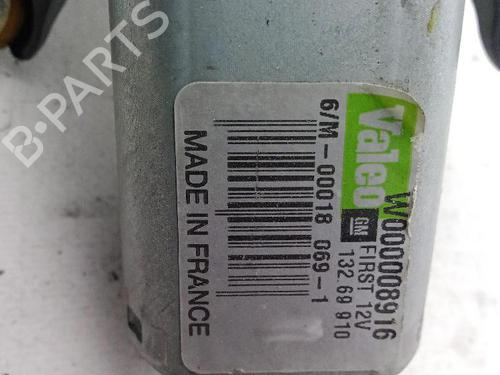 Valeo
W000008916
GM
FIRST 12V
132 69 910
6/M-00018 069-1
MADE IN FRANCE
B-PARTS